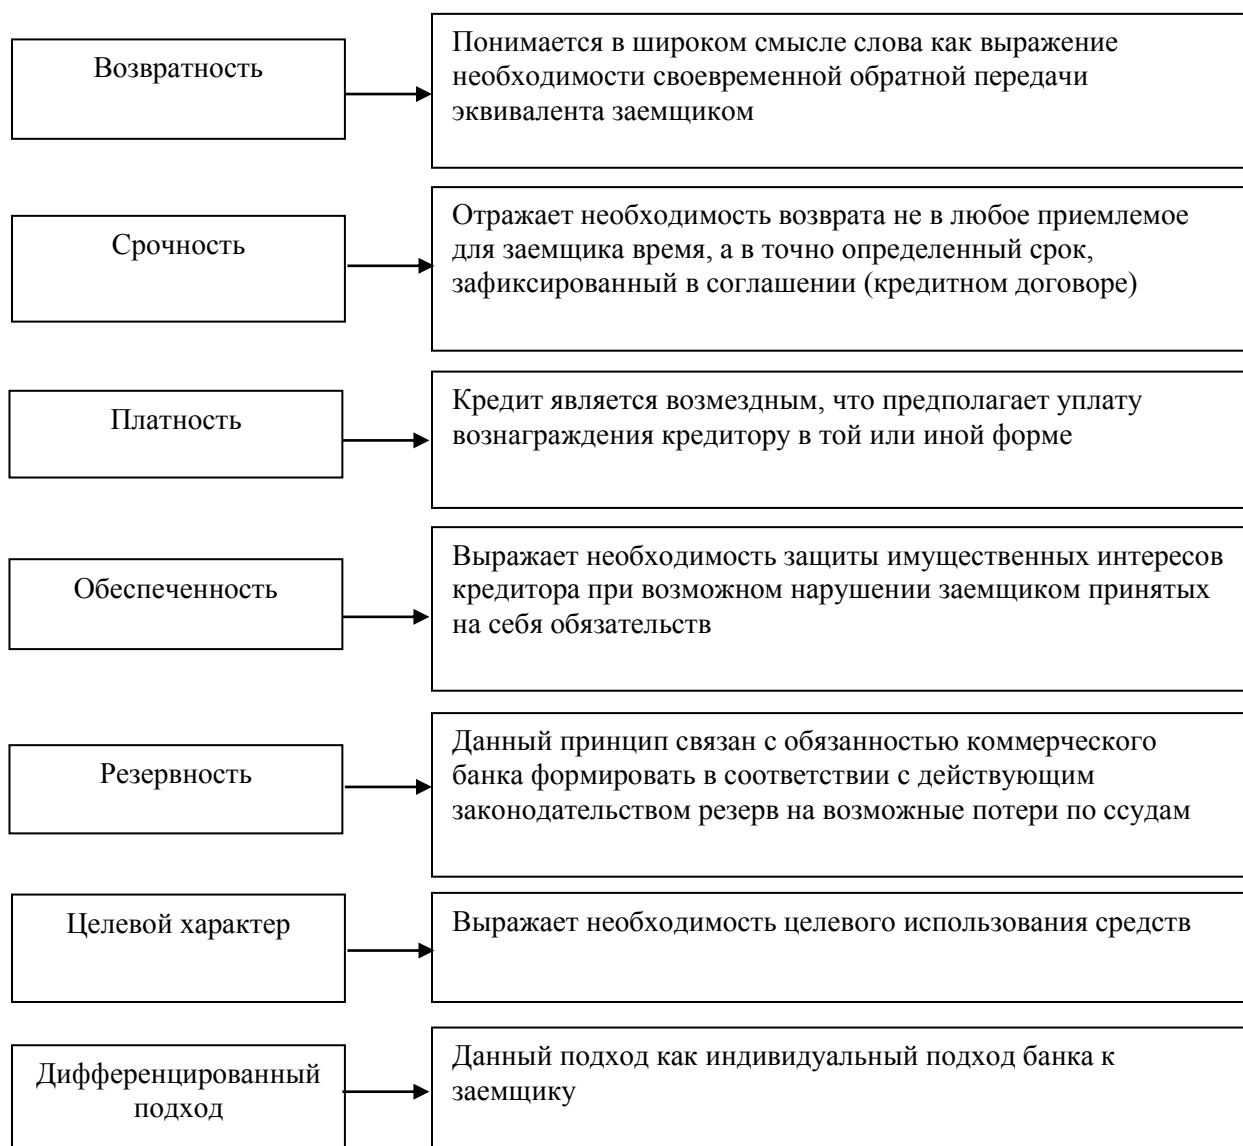 Возвратность
Понимается в широком смысле слова как выражение
необходимости своевременной обратной передачи
эквивалента заемщиком
Срочность
Отражает необходимость возврата не в любое приемлемое
для заемщика время, а в точно определенный срок,
зафиксированный в соглашении (кредитном договоре)
Платность
Кредит является возмездным, что предполагает уплату
вознаграждения кредитору в той или иной форме
Обеспеченность
Выражает необходимость защиты имущественных интересов
кредитора при возможном нарушении заемщиком принятых
на себя обязательств
Резервность
Данный принцип связан с обязанностью коммерческого
банка формировать в соответствии с действующим
законодательством резерв на возможные потери по ссудам
Целевой характер
Выражает необходимость целевого использования средств
Дифференцированный
подход
Данный подход как индивидуальный подход банка к
заемщику